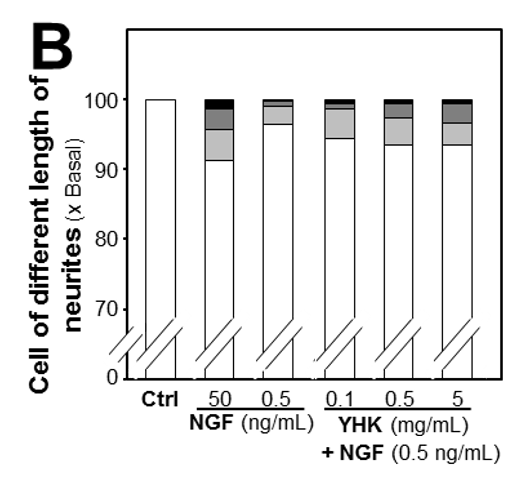 B
Cell of different length of
neurites (x Basal)
100
90
80
70
0
Ctrl 50 0.5 0.1 0.5 5
NGF (ng/mL) YHK (mg/mL)
+ NGF (0.5 ng/mL)